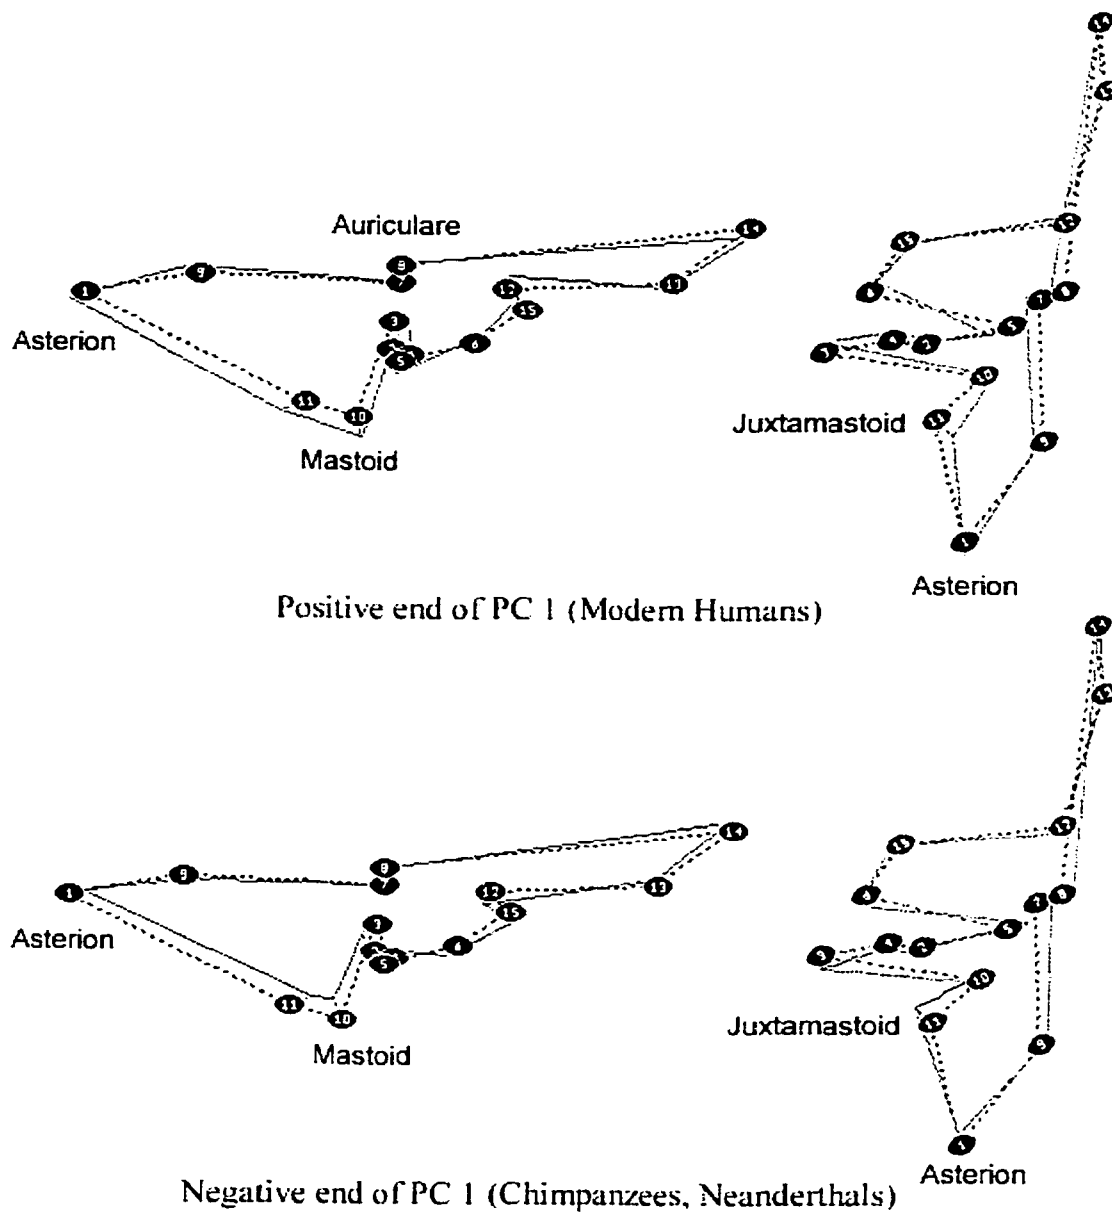 Auriculare
Asterion
Mastoid
Juxtamastoid
Asterion
Positive end of PC 1 (Modern Humans)
Asterion
Mastoid
Juxtamastoid
Asterion
Negative end of PC 1 (Chimpanzees, Neanderthals)